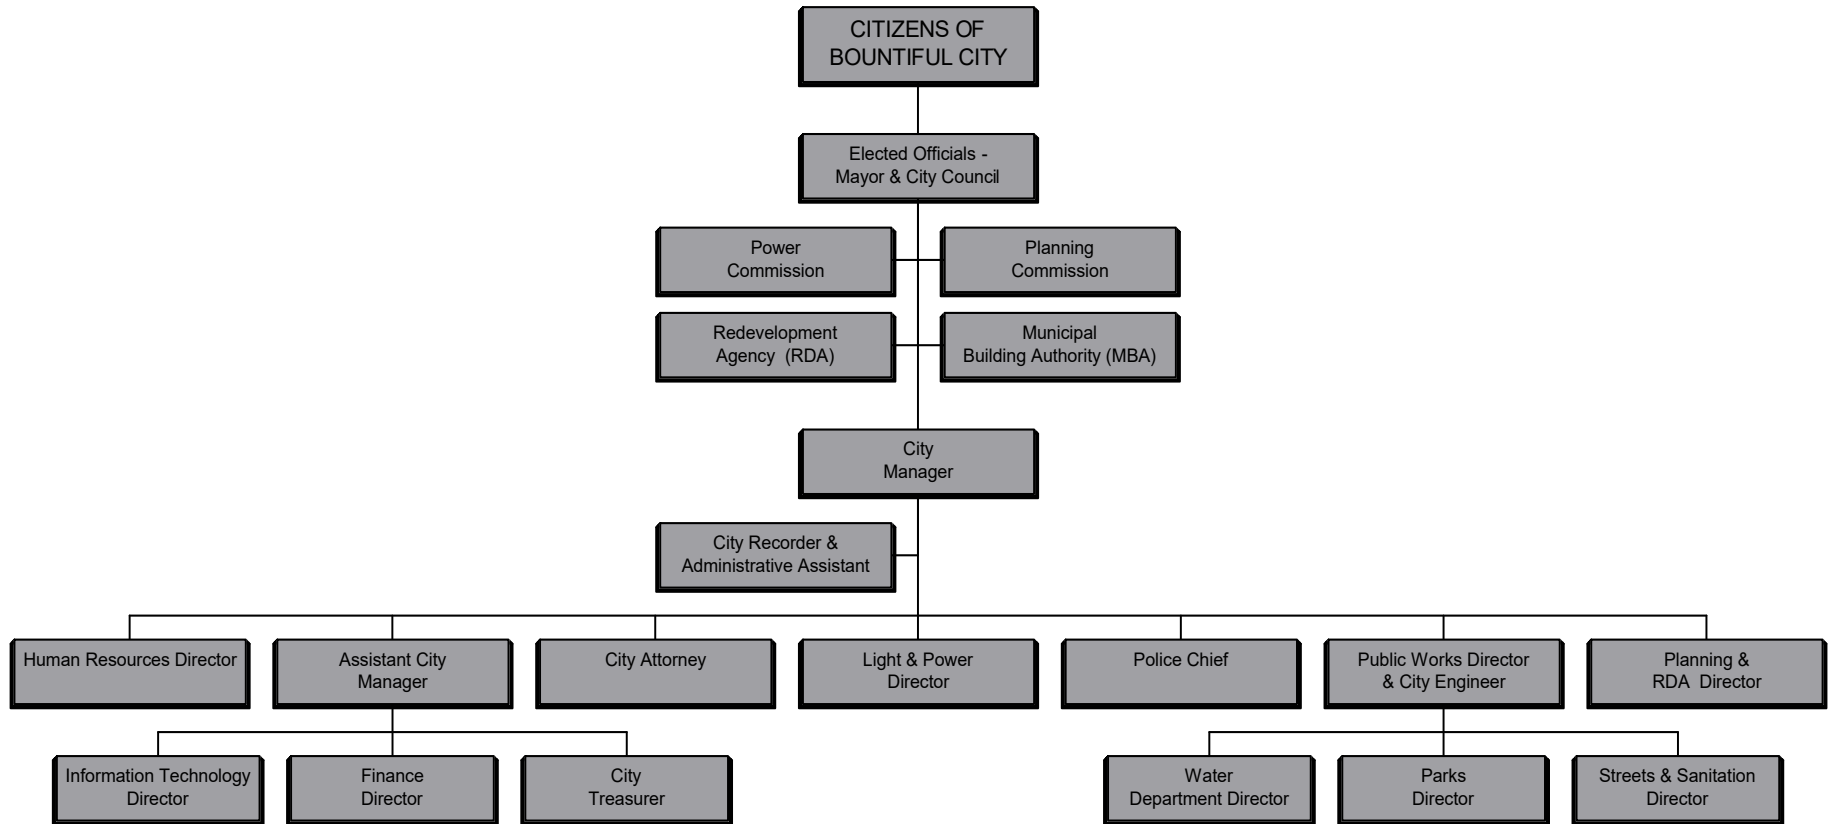 CITIZENS OF
BOUNTIFUL CITY
Elected Officials -
Mayor & City Council
Power
Commission
Planning
Commission
Redevelopment
Agency (RDA)
Municipal
Building Authority (MBA)
City
Manager
City Recorder &
Administrative Assistant
Human Resources Director
Assistant City
Manager
City Attorney
Light & Power
Director
Police Chief
Public Works Director
& City Engineer
Planning &
RDA Director
Information Technology
Director
Finance
Director
City
Treasurer
Water
Department Director
Parks
Director
Streets & Sanitation
Director